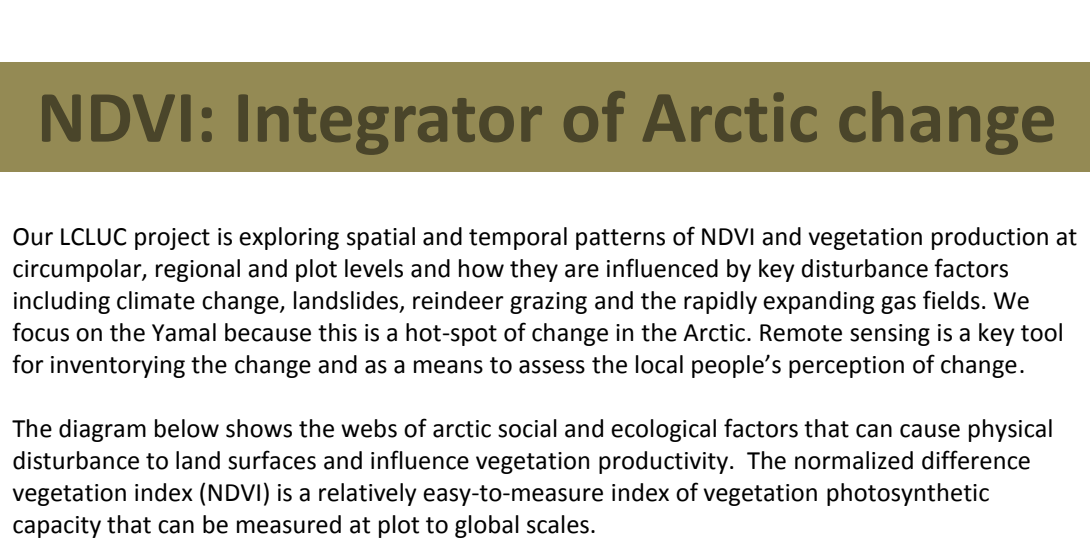 NDVI: Integrator of Arctic change
Our LCLUC project is exploring spatial and temporal patterns of NDVI and vegetation production at
circumpolar, regional and plot levels and how they are influenced by key disturbance factors
including climate change, landslides, reindeer grazing and the rapidly expanding gas fields. We
focus on the Yamal because this is a hot-spot of change in the Arctic. Remote sensing is a key tool
for inventorying the change and as a means to assess the local people’s perception of change.
The diagram below shows the webs of arctic social and ecological factors that can cause physical
disturbance to land surfaces and influence vegetation productivity.  The normalized difference
vegetation index (NDVI) is a relatively easy-to-measure index of vegetation photosynthetic
capacity that can be measured at plot to global scales.